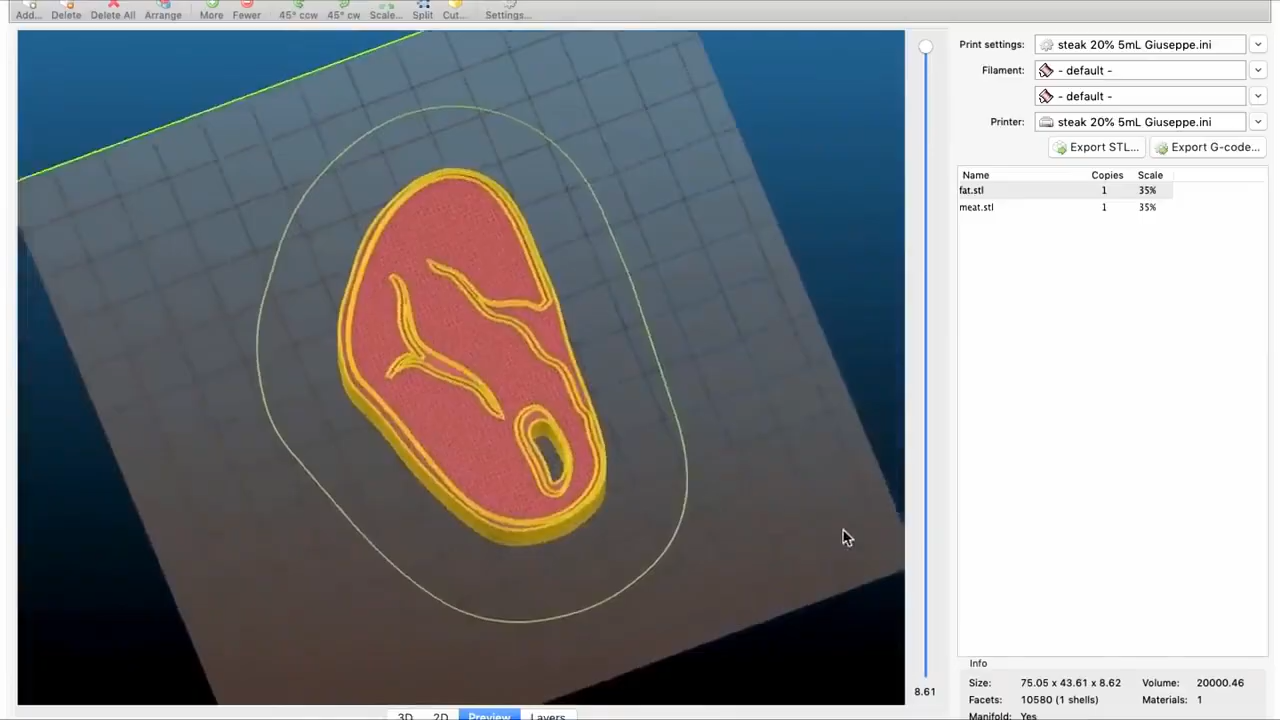 Add... Delete Delete All Arrange More Fewer 45° ccw 45° cw Scale... Split Cut... Settings...
Print settings: steak 20% 5mL Giuseppe.ini
Filament: - default -
- default -
Printer: steak 20% 5mL Giuseppe.ini
Export STL... Export G-code...
Name Copies Scale
fat.stl 1 35%
meat.stl 1 35%
Info
Size: 75.05 x 43.61 x 8.62 Volume: 20000.46
Facets: 10580 (1 shells) Materials: 1
Manifold: Yes
8.61
3D 2D Preview Layers